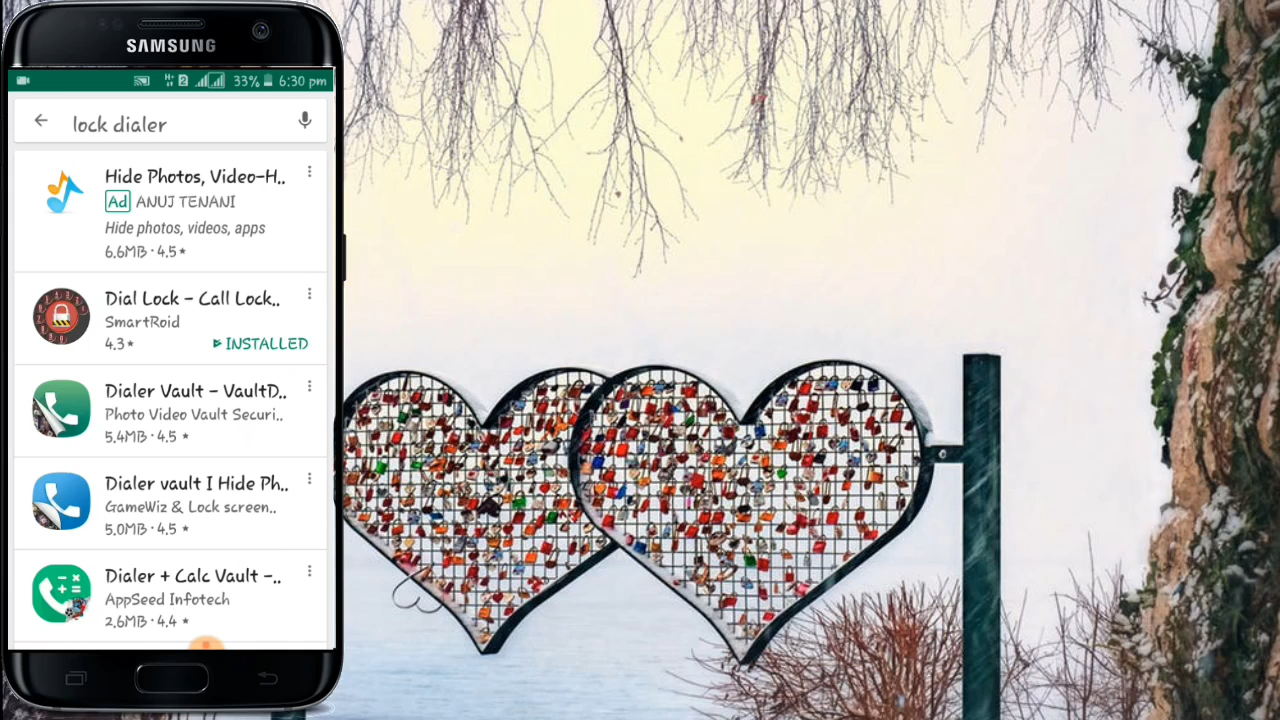 SAMSUNG
33% 6:30 pm
lock dialer
Hide Photos, Video-H..
Ad ANUJ TENANI
Hide photos, videos, apps
6.6MB · 4.5★
Dial Lock - Call Lock..
SmartRoid
4.3★ INSTALLED
Dialer Vault - VaultD..
Photo Video Vault Securi..
5.4MB · 4.5 ★
Dialer vault I Hide Ph..
GameWiz & Lock screen..
5.0MB · 4.5 ★
Dialer + Calc Vault -..
AppSeed Infotech
2.6MB · 4.4 ★